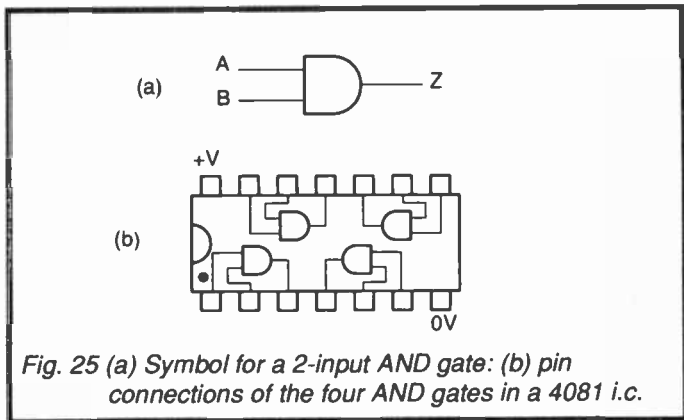 (a)
A
B
Z
+V
(b)
0V
Fig. 25 (a) Symbol for a 2-input AND gate: (b) pin
connections of the four AND gates in a 4081 i.c.